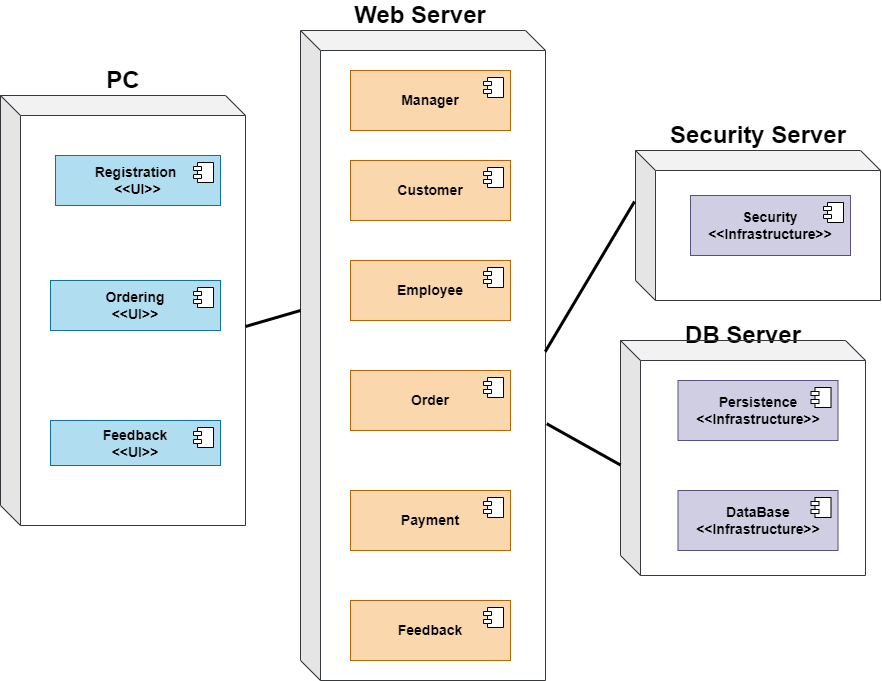 Web Server
PC
Manager
Registration
<<UI>>
Customer
Ordering
<<UI>>
Employee
Feedback
<<UI>>
Order
Payment
Feedback
Security Server
Security
<<Infrastructure>>
DB Server
Persistence
<<Infrastructure>>
DataBase
<<Infrastructure>>